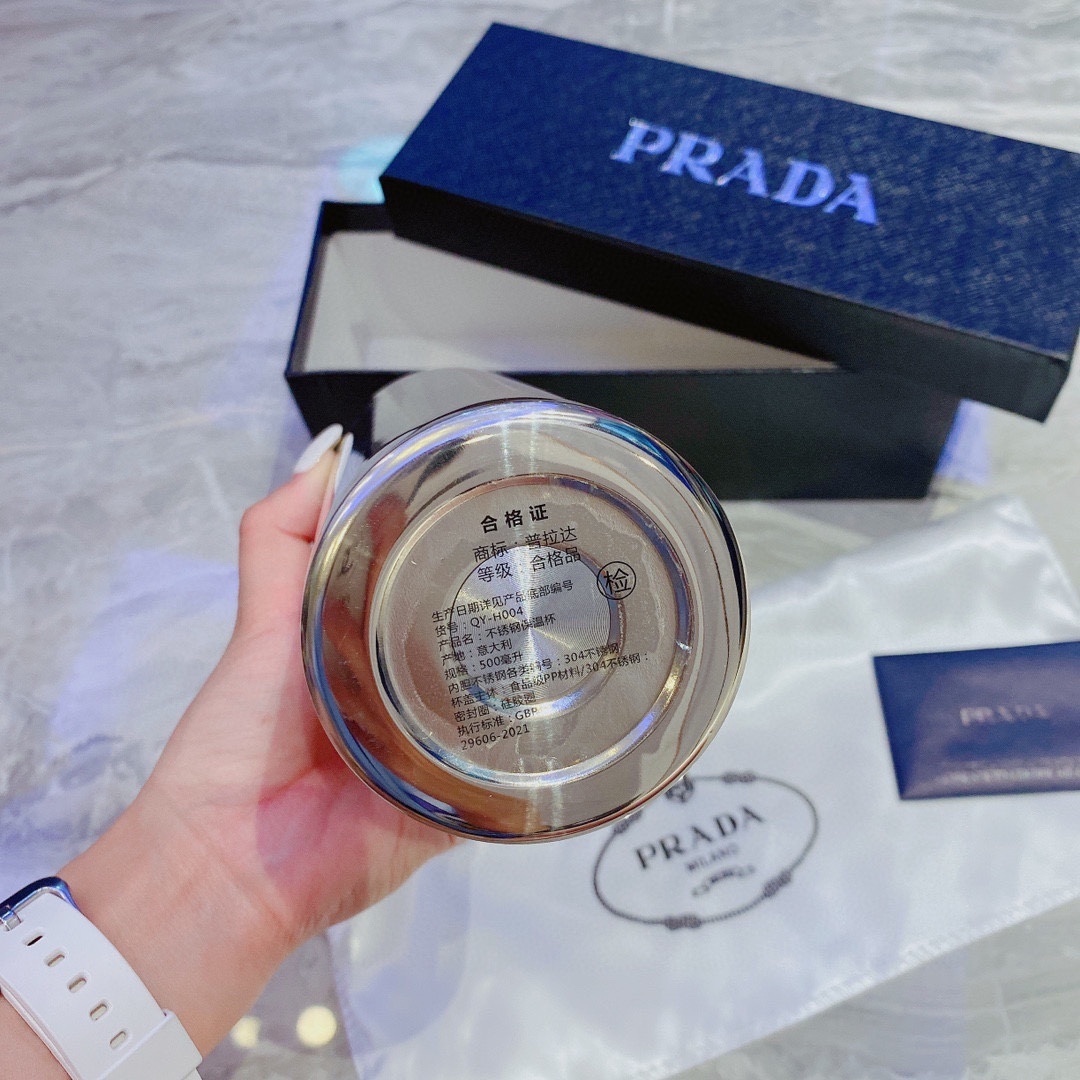 PRADA
合格证
商标：普拉达
等级 合格品
检
生产日期详见产品底部编号
货号：QY-H004
产品名：不锈钢保温杯
产地：意大利
规格：500毫升
内胆不锈钢各类编号：304不锈钢
杯盖主体：食品级PP材料/304不锈钢：
密封圈：硅胶圈
执行标准：GBP
29606-2021
PRADA
PRADA
MILANO